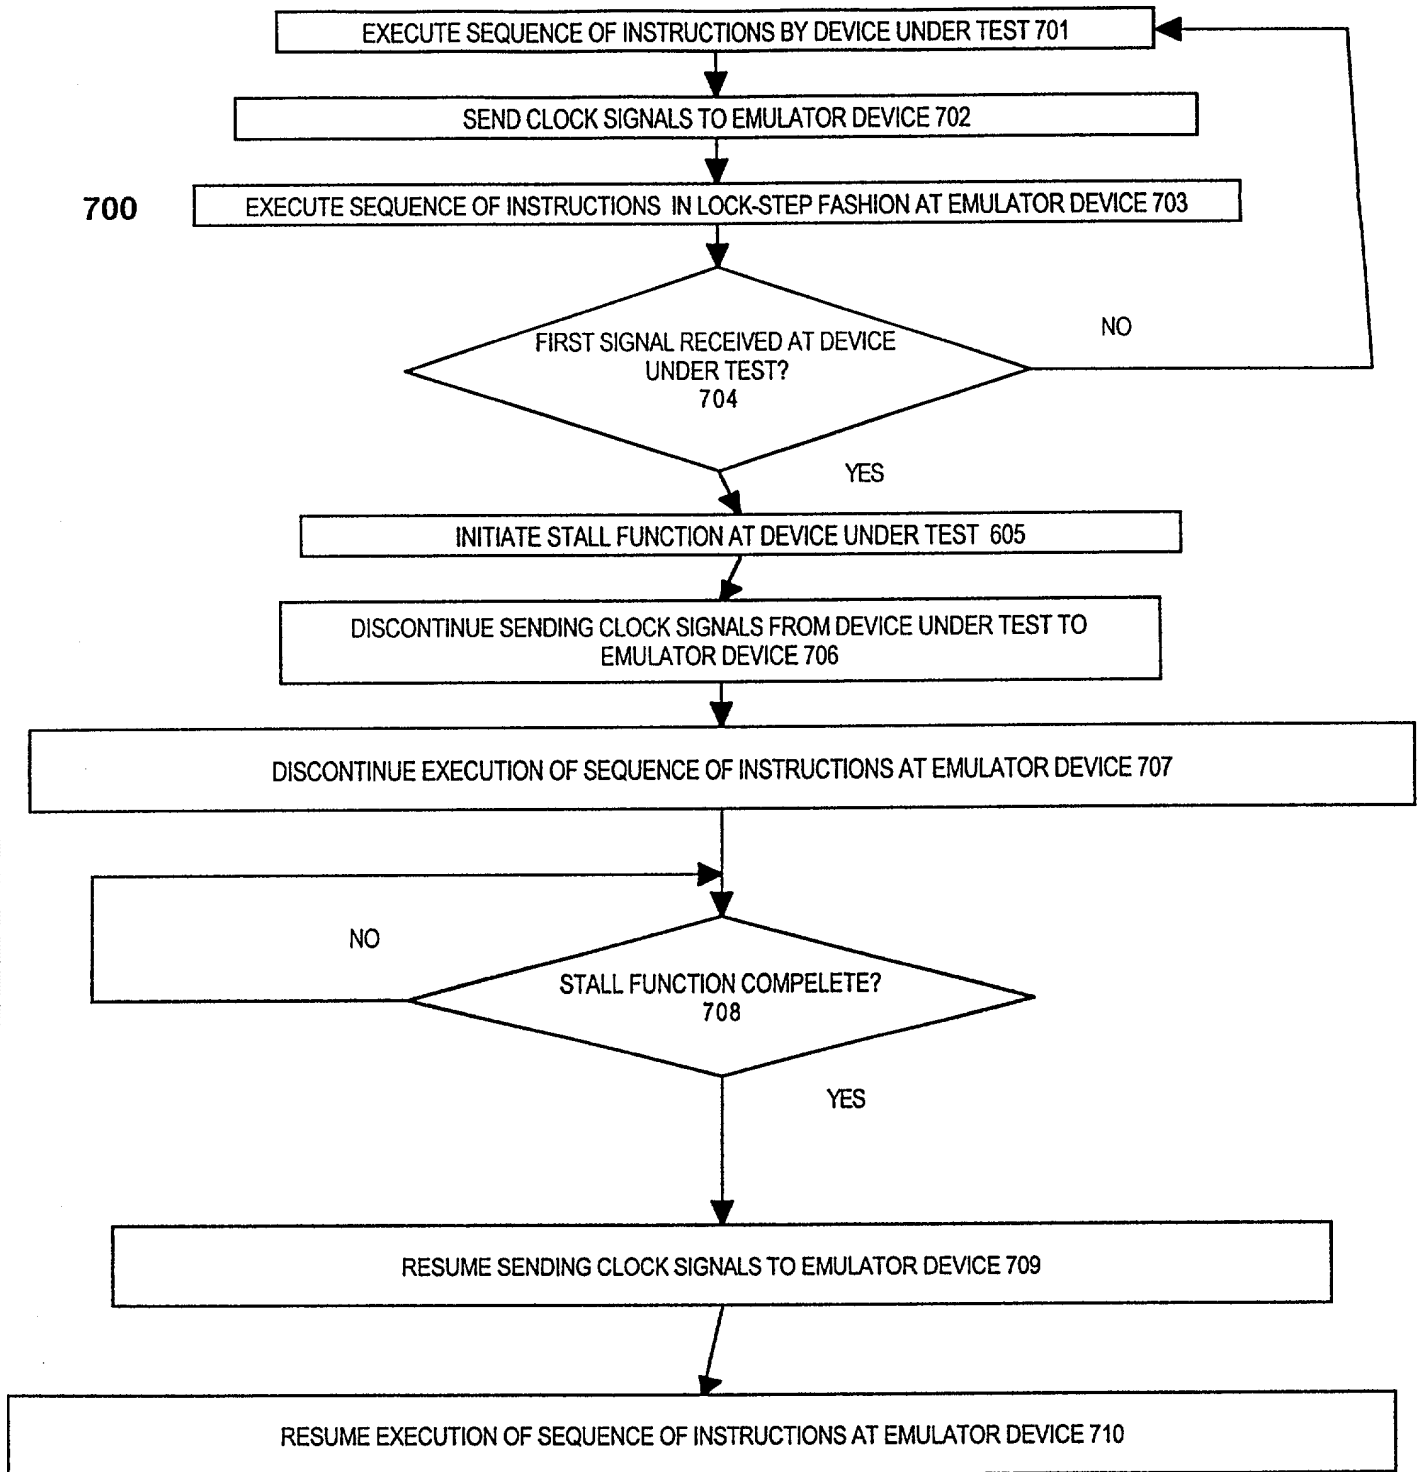 EXECUTE SEQUENCE OF INSTRUCTIONS BY DEVICE UNDER TEST 701
SEND CLOCK SIGNALS TO EMULATOR DEVICE 702
700
EXECUTE SEQUENCE OF INSTRUCTIONS IN LOCK-STEP FASHION AT EMULATOR DEVICE 703
FIRST SIGNAL RECEIVED AT DEVICE
UNDER TEST?
704
NO
YES
INITIATE STALL FUNCTION AT DEVICE UNDER TEST 605
DISCONTINUE SENDING CLOCK SIGNALS FROM DEVICE UNDER TEST TO
EMULATOR DEVICE 706
DISCONTINUE EXECUTION OF SEQUENCE OF INSTRUCTIONS AT EMULATOR DEVICE 707
NO
STALL FUNCTION COMPELETE?
708
YES
RESUME SENDING CLOCK SIGNALS TO EMULATOR DEVICE 709
RESUME EXECUTION OF SEQUENCE OF INSTRUCTIONS AT EMULATOR DEVICE 710